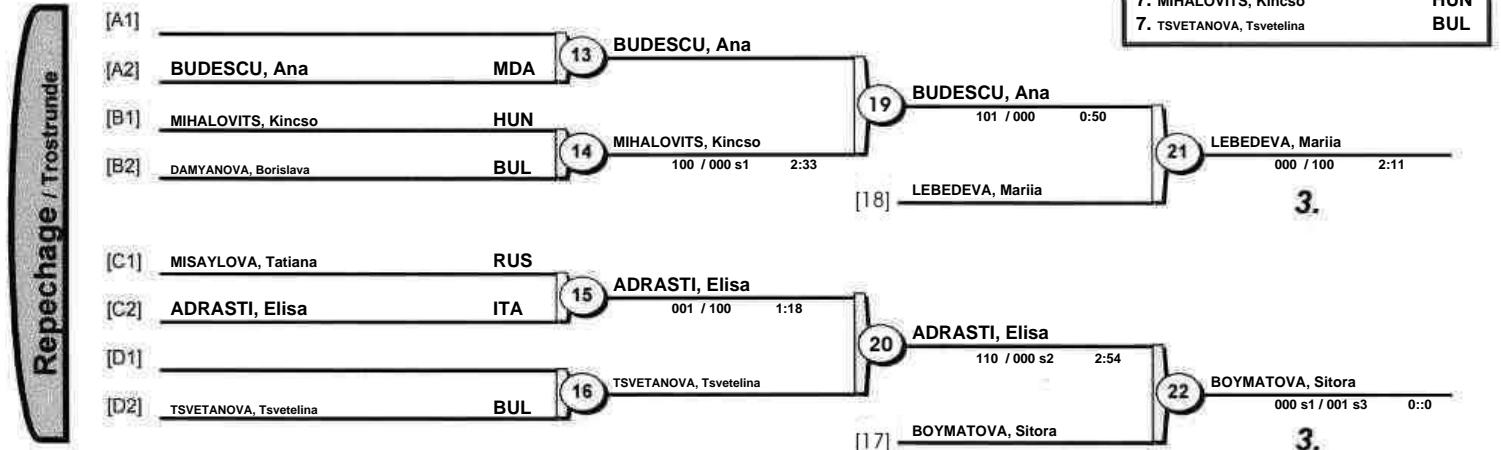 7. MIHALOVITS, Kincso HUN
7. TSVETANOVA, Tsvetelina BUL
Repechage / Trostrunde
[A1]
13 BUDESCU, Ana
[A2] BUDESCU, Ana MDA
19 BUDESCU, Ana
101 / 000 0:50
[B1] MIHALOVITS, Kincso HUN
14 MIHALOVITS, Kincso
100 / 000 s1 2:33
21 LEBEDEVA, Mariia
000 / 100 2:11
[B2] DAMYANOVA, Borislava BUL
[18] LEBEDEVA, Mariia
3.
[C1] MISAYLOVA, Tatiana RUS
15 ADRASTI, Elisa
001 / 100 1:18
[C2] ADRASTI, Elisa ITA
20 ADRASTI, Elisa
110 / 000 s2 2:54
[D1]
16 TSVETANOVA, Tsvetelina
22 BOYMATOVA, Sitora
000 s1 / 001 s3 0::0
[D2] TSVETANOVA, Tsvetelina BUL
[17] BOYMATOVA, Sitora
3.